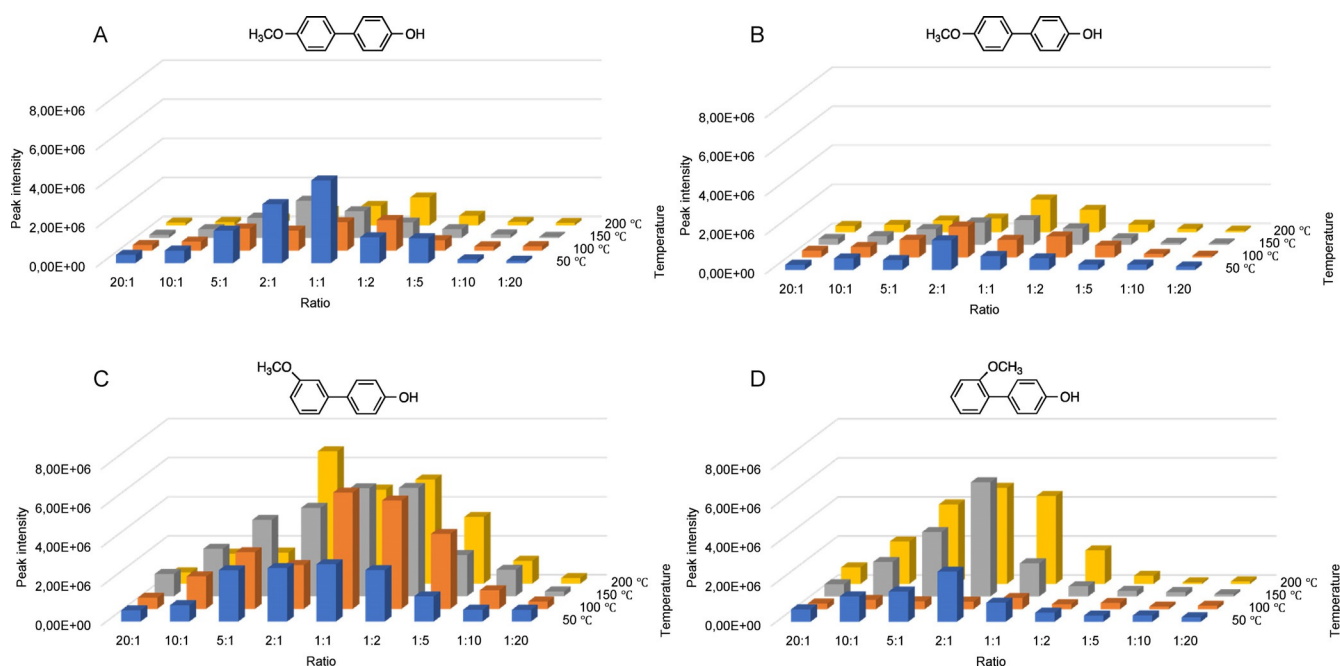 A
H₃CO
OH
Peak intensity
8,00E+06
6,00E+06
4,00E+06
2,00E+06
0,00E+00
20:1 10:1 5:1 2:1 1:1 1:2 1:5 1:10 1:20
Ratio
200 °C
150 °C
100 °C
50 °C
Temperature
B
H₃CO
OH
Peak intensity
8,00E+06
6,00E+06
4,00E+06
2,00E+06
0,00E+00
20:1 10:1 5:1 2:1 1:1 1:2 1:5 1:10 1:20
Ratio
200 °C
150 °C
100 °C
50 °C
Temperature
C
H₃CO
OH
Peak intensity
8,00E+06
6,00E+06
4,00E+06
2,00E+06
0,00E+00
20:1 10:1 5:1 2:1 1:1 1:2 1:5 1:10 1:20
Ratio
200 °C
150 °C
100 °C
50 °C
Temperature
D
OCH₃
OH
Peak intensity
8,00E+06
6,00E+06
4,00E+06
2,00E+06
0,00E+00
20:1 10:1 5:1 2:1 1:1 1:2 1:5 1:10 1:20
Ratio
200 °C
150 °C
100 °C
50 °C
Temperature